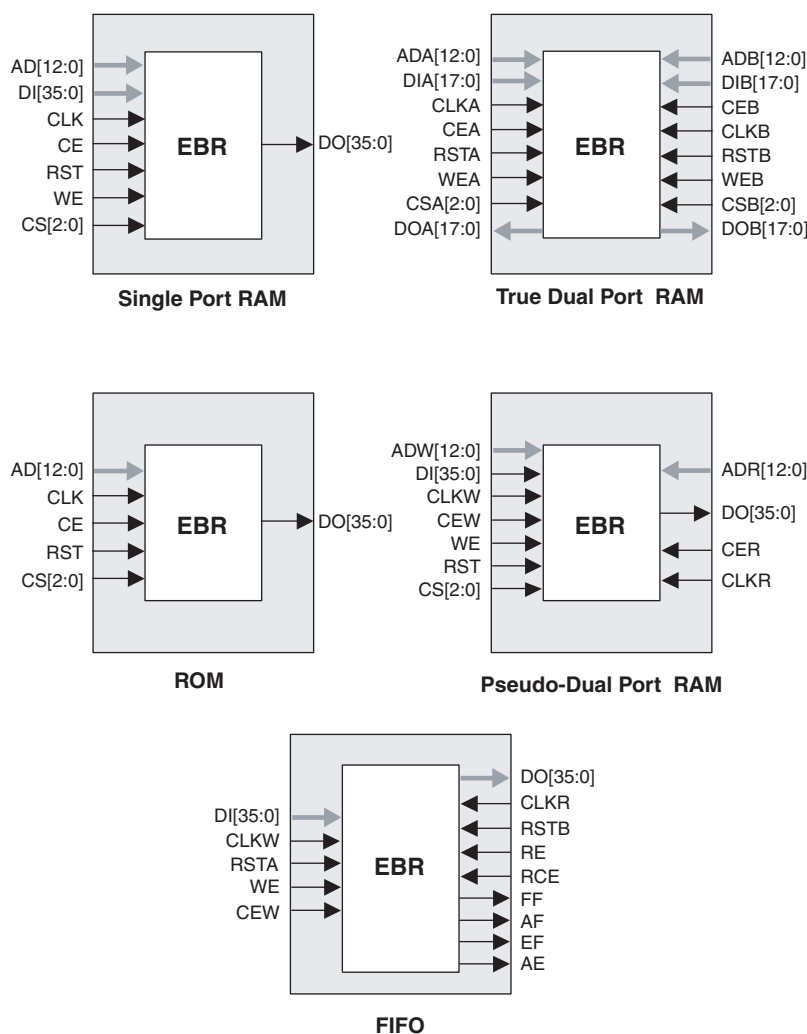 AD[12:0]
DI[35:0]
CLK
CE
RST
WE
CS[2:0]
EBR
DO[35:0]
Single Port RAM
ADA[12:0]
DIA[17:0]
CLKA
CEA
RSTA
WEA
CSA[2:0]
DOA[17:0]
EBR
ADB[12:0]
DIB[17:0]
CEB
CLKB
RSTB
WEB
CSB[2:0]
DOB[17:0]
True Dual Port RAM
AD[12:0]
CLK
CE
RST
CS[2:0]
EBR
DO[35:0]
ROM
ADW[12:0]
DI[35:0]
CLKW
CEW
WE
RST
CS[2:0]
EBR
ADR[12:0]
DO[35:0]
CER
CLKR
Pseudo-Dual Port RAM
DI[35:0]
CLKW
RSTA
WE
CEW
EBR
DO[35:0]
CLKR
RSTB
RE
RCE
FF
AF
EF
AE
FIFO